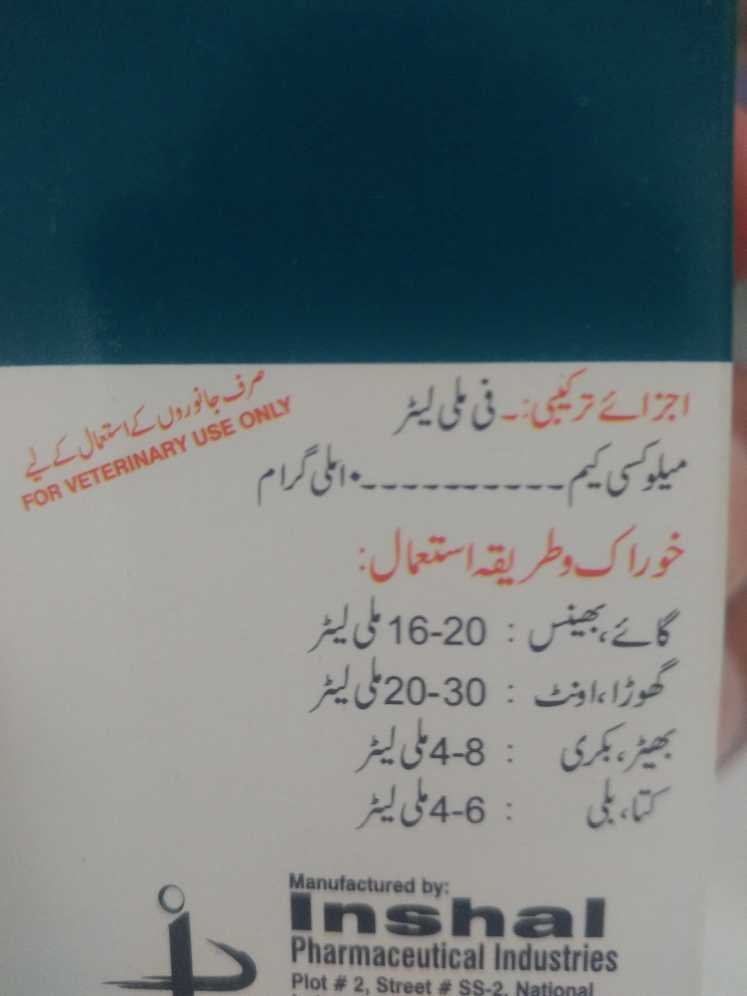 صرف جانوروں کے استعمال کے لیے
FOR VETERINARY USE ONLY
اجزائے ترکیبی:۔ فی ملی لیٹر
میلوکسی کیم ----------۱۰ ملی گرام
خوراک و طریقہ استعمال:
گائے، بھینس : 16-20 ملی لیٹر
گھوڑا، اونٹ : 20-30 ملی لیٹر
بھیڑ، بکری : 4-8 ملی لیٹر
کتا، بلی : 4-6 ملی لیٹر
Manufactured by:
Inshal
Pharmaceutical Industries
Plot # 2, Street # SS-2, National